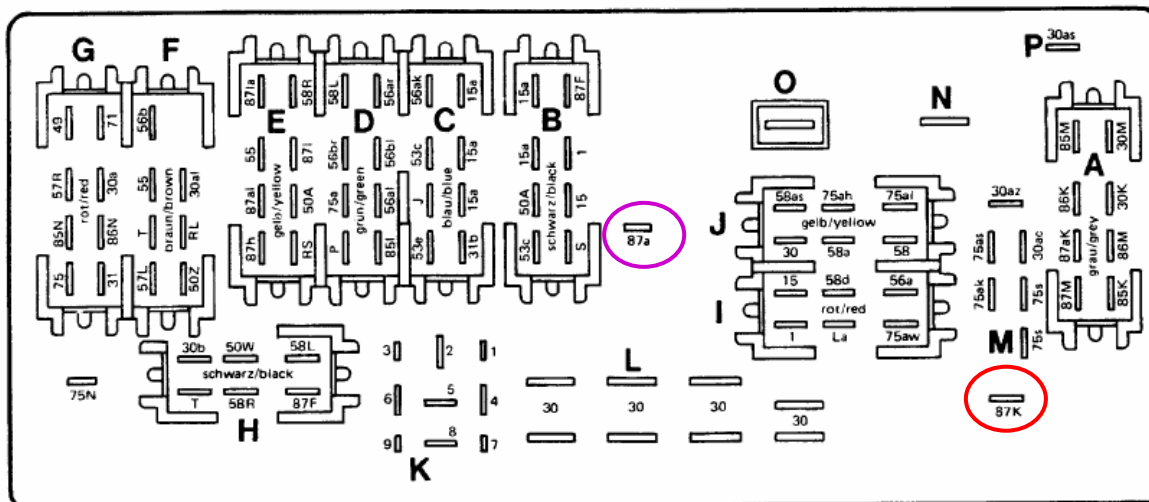 G F
49 71 56b
57R 30a 55 30al
rot/red braun/brown
85N 86N T RL
75 31 57L 50Z
87la 58R 58L 56ar 56ak 15a 15a 87F
E D C B
55 87i 56br 56bl 53c 15a 15a 1
gelb/yellow grün/green blau/blue schwarz/black
87al 50A 75a 56al J 15a 50A 15
87h RS P 85l 53e 31b 53c S
87a
O N
P 30as
85M 30M
A
86K 30K
grau/grey
87aK 86M
87M 85K
30az
75as 30ac
75ak 75s
M 75s
87K
J
58as 75ah 75al
gelb/yellow
30 58a 58
I
15 58d 56a
rot/red
1 La 75aw
75N
30b 50W 58L
schwarz/black
T 58R 87F
H
3 2 1
6 5 4
9 8 7
K
L
30 30 30 30